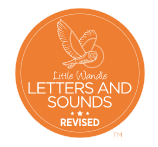 Little Wandle
LETTERS AND
SOUNDS
REVISED
TM